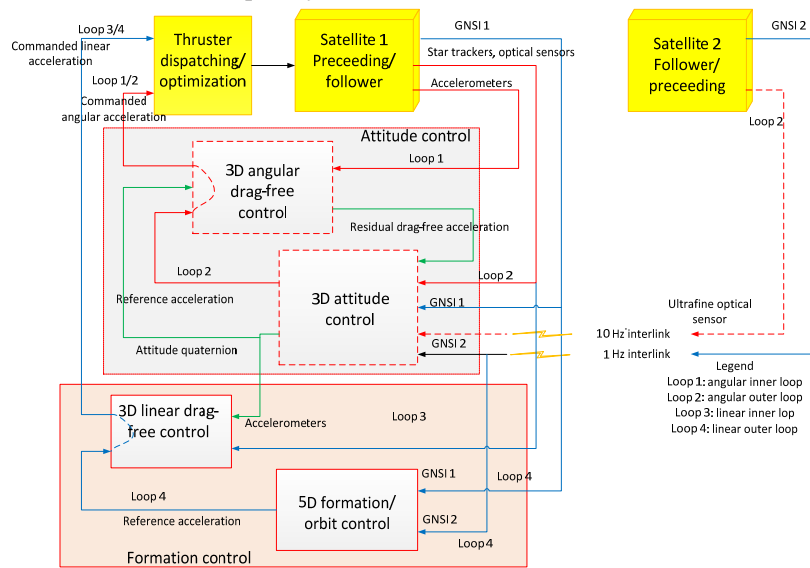 Loop 3/4
Commanded linear
acceleration
Loop 1/2
Commanded
angular acceleration
Thruster
dispatching/
optimization
Satellite 1
Preceeding/
follower
GNSI 1
Star trackers, optical sensors
Accelerometers
Satellite 2
Follower/
preceeding
GNSI 2
Loop 2
Attitude control
3D angular
drag-free
control
Loop 1
Residual drag-free acceleration
Loop 2
Reference acceleration
3D attitude
control
Loop 2
GNSI 1
GNSI 2
Attitude quaternion
Ultrafine optical
sensor
10 Hz interlink
1 Hz interlink
Legend
Loop 1: angular inner loop
Loop 2: angular outer loop
Loop 3: linear inner lop
Loop 4: linear outer loop
3D linear drag-
free control
Accelerometers
Loop 3
Loop 4
Reference acceleration
5D formation/
orbit control
GNSI 1
Loop 4
GNSI 2
Loop 4
Formation control